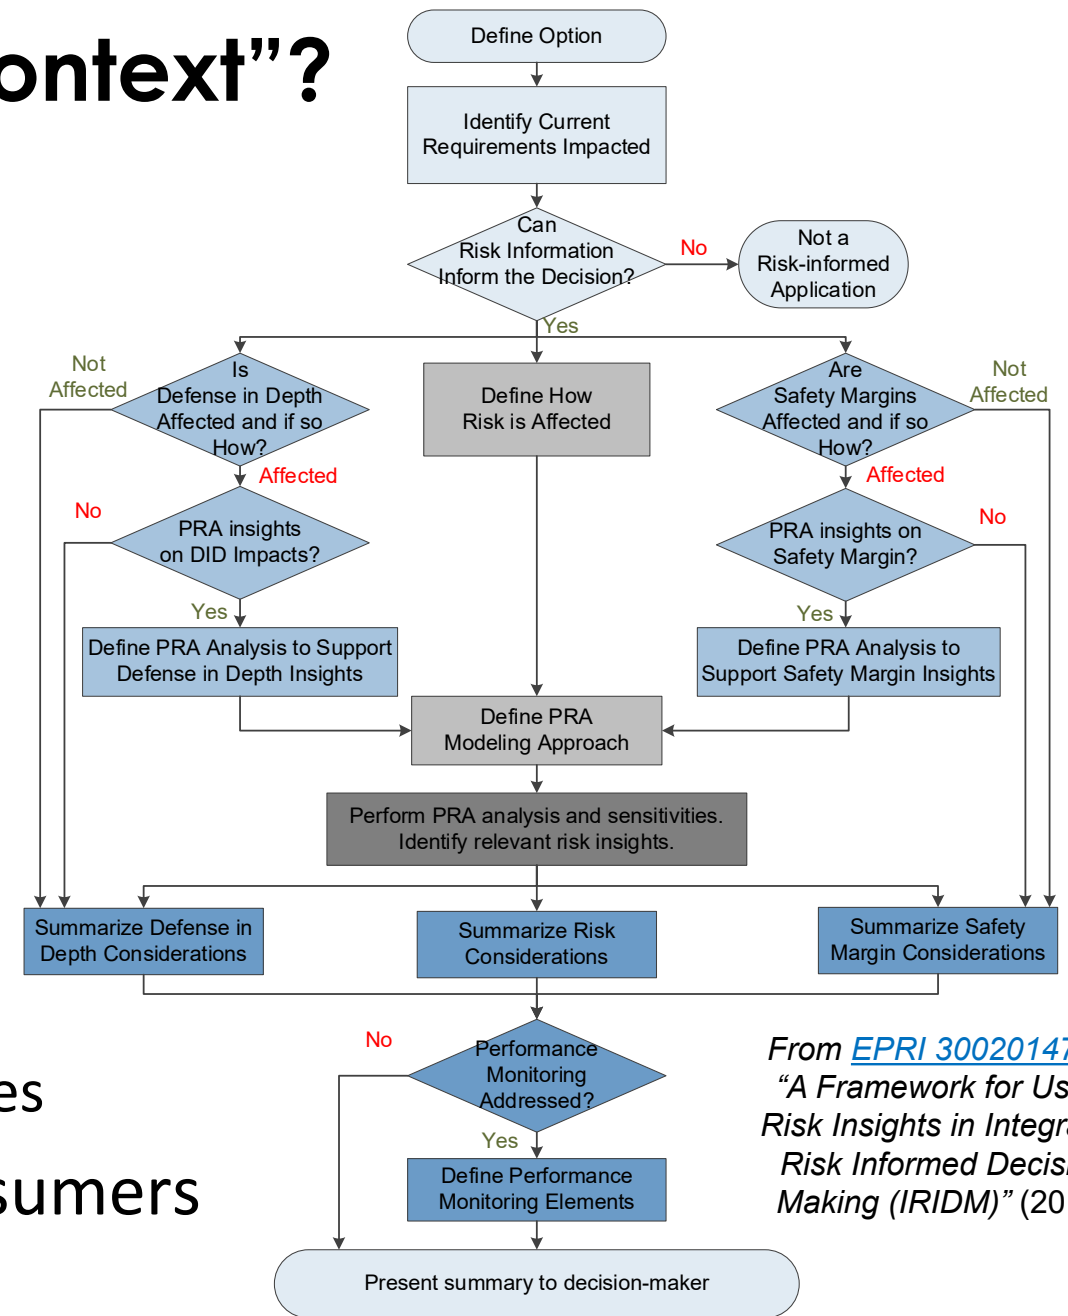 ontext”?
Define Option
Identify Current
Requirements Impacted
Can
Risk Information
Inform the Decision?
No
Not a
Risk-informed
Application
Yes
Not
Affected
Is
Defense in Depth
Affected and if so
How?
Define How
Risk is Affected
Are
Safety Margins
Affected and if so
How?
Not
Affected
Affected
Affected
No
PRA insights
on DID Impacts?
PRA insights on
Safety Margin?
No
Yes
Yes
Define PRA Analysis to Support
Defense in Depth Insights
Define PRA Analysis to
Support Safety Margin Insights
Define PRA
Modeling Approach
Perform PRA analysis and sensitivities.
Identify relevant risk insights.
Summarize Defense in
Depth Considerations
Summarize Risk
Considerations
Summarize Safety
Margin Considerations
No
Performance
Monitoring
Addressed?
Yes
Define Performance
Monitoring Elements
Present summary to decision-maker
es
sumers
From EPRI 30020147
“A Framework for Us
Risk Insights in Integra
Risk Informed Decis
Making (IRIDM)” (20